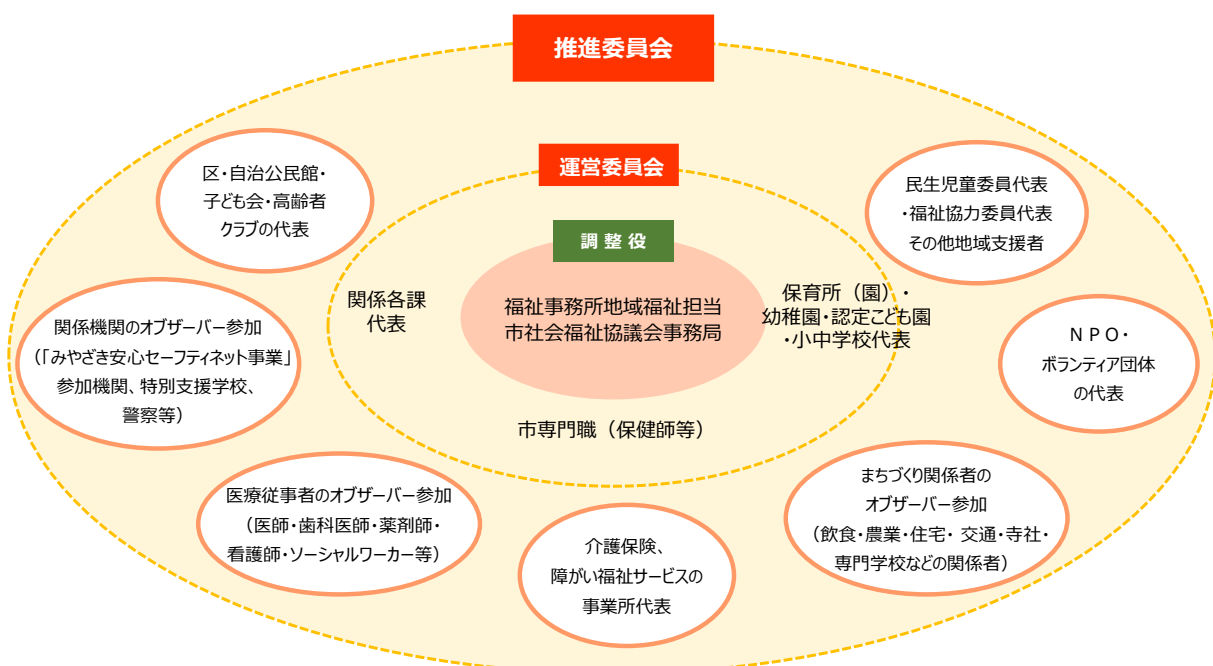 推進委員会
運営委員会
調整役
福祉事務所地域福祉担当
市社会福祉協議会事務局
関係各課
代表
保育所（園）・
幼稚園・認定こども園
・小中学校代表
市専門職（保健師等）
区・自治公民館・
子ども会・高齢者
クラブの代表
民生児童委員代表
・福祉協力委員代表
その他地域支援者
関係機関のオブザーバー参加
（「みやざき安心セーフティネット事業」
参加機関、特別支援学校、
警察等）
ＮＰＯ・
ボランティア団体
の代表
医療従事者のオブザーバー参加
（医師・歯科医師・薬剤師・
看護師・ソーシャルワーカー等）
介護保険、
障がい福祉サービスの
事業所代表
まちづくり関係者の
オブザーバー参加
（飲食・農業・住宅・ 交通・寺社・
専門学校などの関係者）